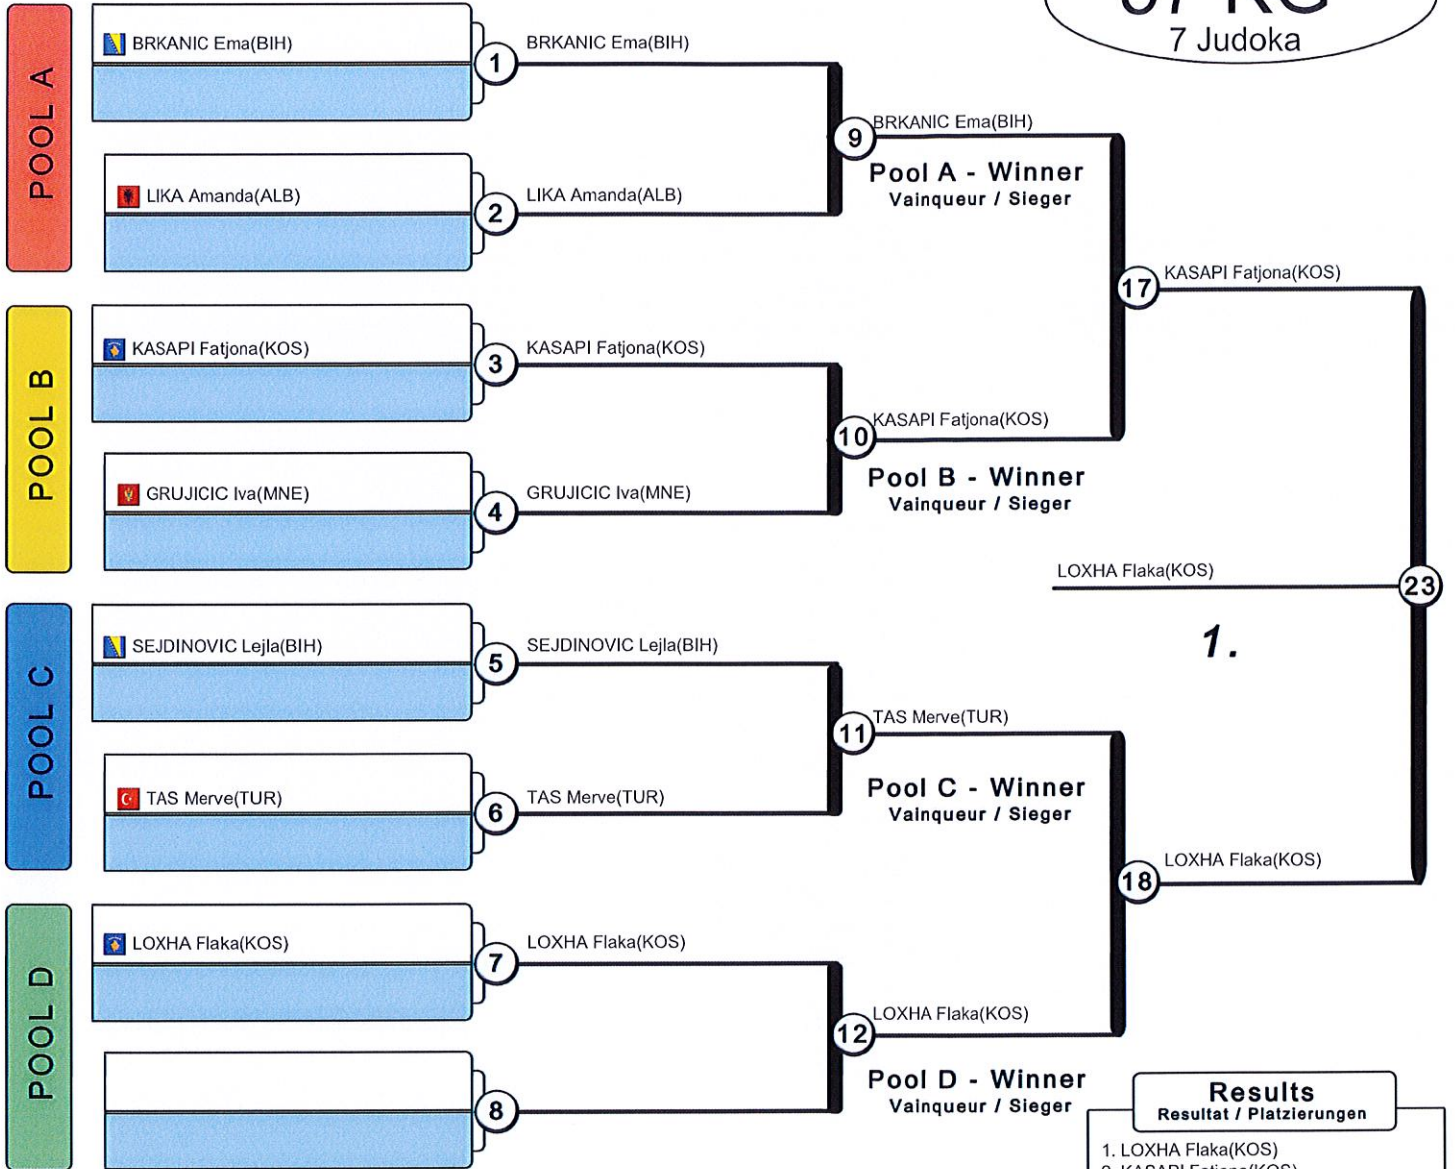 7 Judoka
POOL A
BRKANIC Ema(BIH)
1
BRKANIC Ema(BIH)
LIKA Amanda(ALB)
2
LIKA Amanda(ALB)
9
BRKANIC Ema(BIH)
Pool A - Winner
Vainqueur / Sieger
POOL B
KASAPI Fatjona(KOS)
3
KASAPI Fatjona(KOS)
GRUJICIC Iva(MNE)
4
GRUJICIC Iva(MNE)
10
KASAPI Fatjona(KOS)
Pool B - Winner
Vainqueur / Sieger
17
KASAPI Fatjona(KOS)
POOL C
SEJDINOVIC Lejla(BIH)
5
SEJDINOVIC Lejla(BIH)
TAS Merve(TUR)
6
TAS Merve(TUR)
11
TAS Merve(TUR)
Pool C - Winner
Vainqueur / Sieger
POOL D
LOXHA Flaka(KOS)
7
LOXHA Flaka(KOS)
8
12
LOXHA Flaka(KOS)
Pool D - Winner
Vainqueur / Sieger
18
LOXHA Flaka(KOS)
LOXHA Flaka(KOS)
23
1.
Results
Resultat / Platzierungen
1. LOXHA Flaka(KOS)
2. KASAPI Fatjona(KOS)